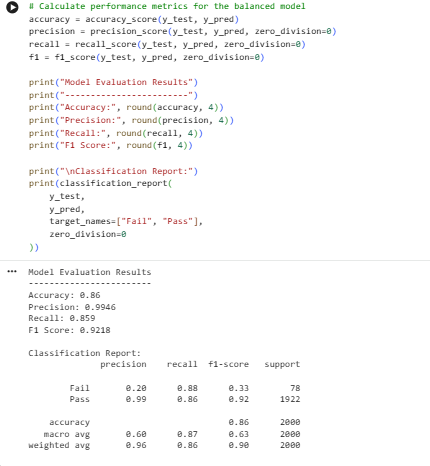 # Calculate performance metrics for the balanced model
accuracy = accuracy_score(y_test, y_pred)
precision = precision_score(y_test, y_pred, zero_division=0)
recall = recall_score(y_test, y_pred, zero_division=0)
f1 = f1_score(y_test, y_pred, zero_division=0)

print("Model Evaluation Results")
print("------------------------")
print("Accuracy:", round(accuracy, 4))
print("Precision:", round(precision, 4))
print("Recall:", round(recall, 4))
print("F1 Score:", round(f1, 4))

print("\nClassification Report:")
print(classification_report(
    y_test,
    y_pred,
    target_names=["Fail", "Pass"],
    zero_division=0
))

Model Evaluation Results
------------------------
Accuracy: 0.86
Precision: 0.9946
Recall: 0.859
F1 Score: 0.9218

Classification Report:
              precision    recall  f1-score   support

        Fail       0.20      0.88      0.33        78
        Pass       0.99      0.86      0.92      1922

    accuracy                           0.86      2000
   macro avg       0.60      0.87      0.63      2000
weighted avg       0.96      0.86      0.90      2000